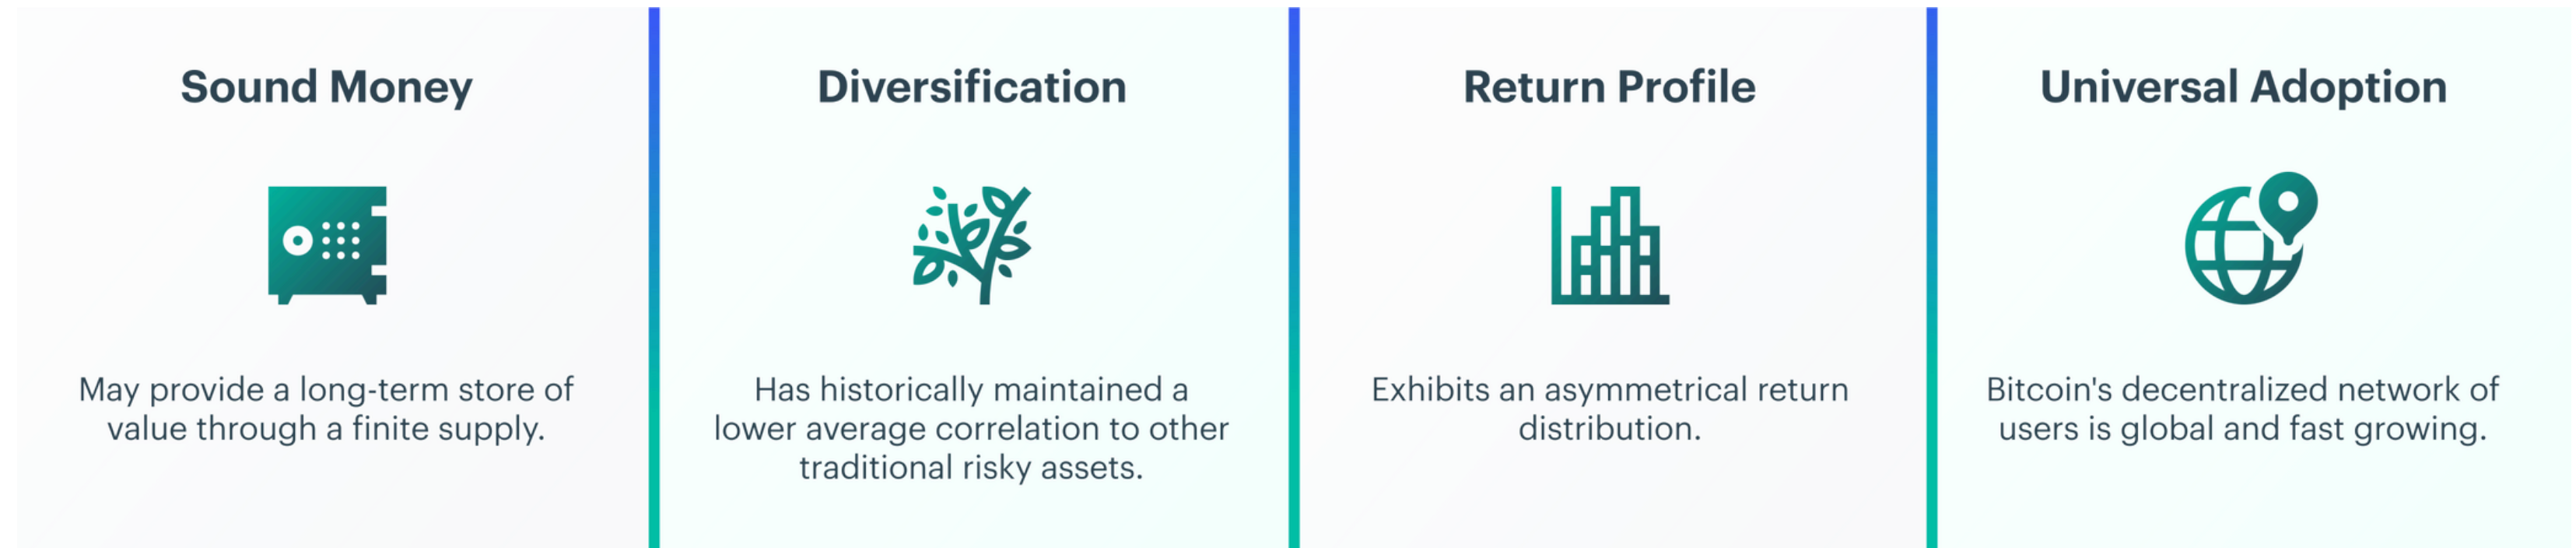 Sound Money
May provide a long-term store of
value through a finite supply.
Diversification
Has historically maintained a
lower average correlation to other
traditional risky assets.
Return Profile
Exhibits an asymmetrical return
distribution.
Universal Adoption
Bitcoin's decentralized network of
users is global and fast growing.